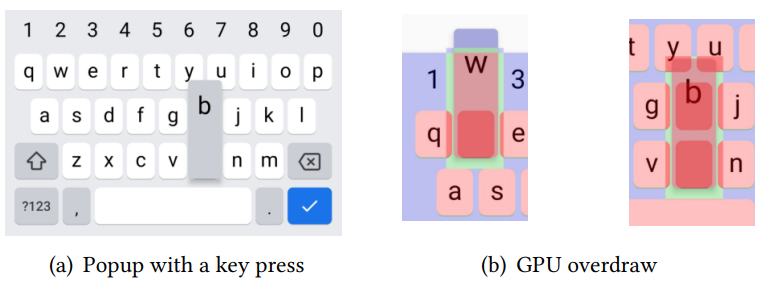 1 2 3 4 5 6 7 8 9 0
q w e r t y u i o p
a s d f g b j k l
z x c v n m
?123 , .
w
1 3
q e
a s
t y u
b
g j
v n
(a) Popup with a key press
(b) GPU overdraw